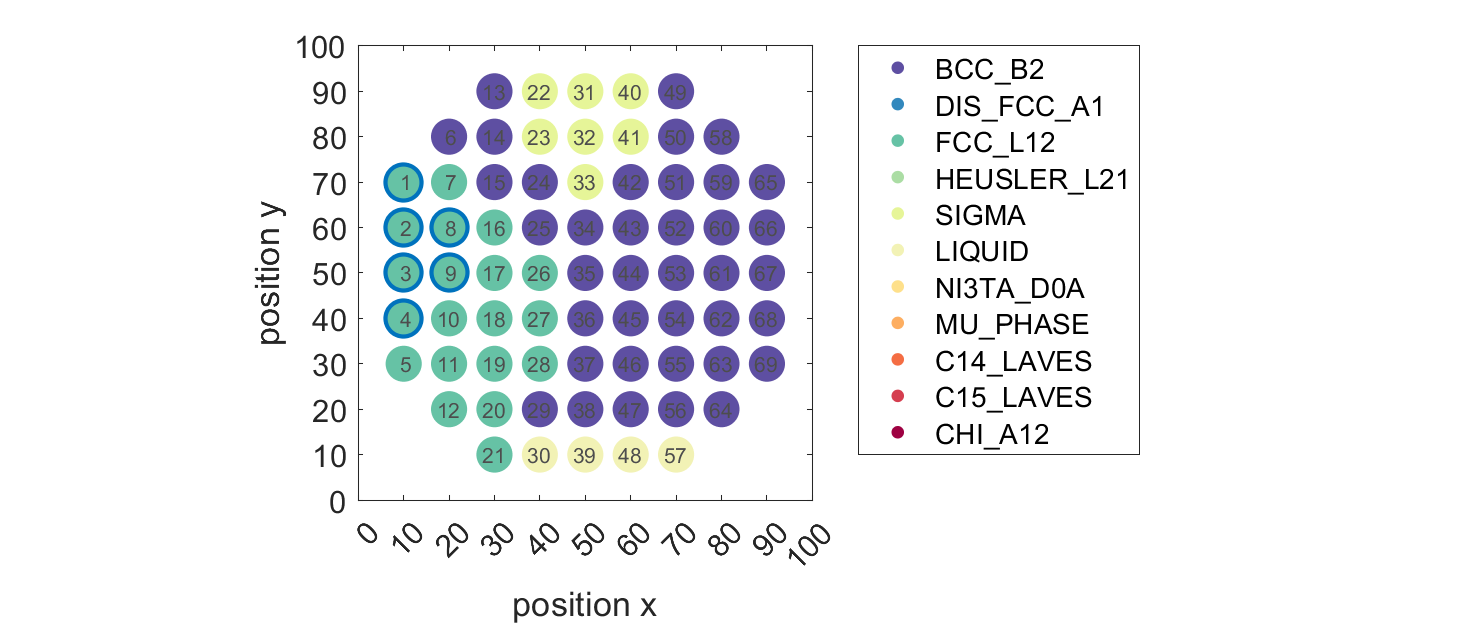 100
90
80
70
60
50
40
30
20
10
0
position y
13 22 31 40 49
6 14 23 32 41 50 58
1 7 15 24 33 42 51 59 65
2 8 16 25 34 43 52 60 66
3 9 17 26 35 44 53 61 67
4 10 18 27 36 45 54 62 68
5 11 19 28 37 46 55 63 69
12 20 29 38 47 56 64
21 30 39 48 57
0 10 20 30 40 50 60 70 80 90 100
position x
BCC_B2
DIS_FCC_A1
FCC_L12
HEUSLER_L21
SIGMA
LIQUID
NI3TA_D0A
MU_PHASE
C14_LAVES
C15_LAVES
CHI_A12